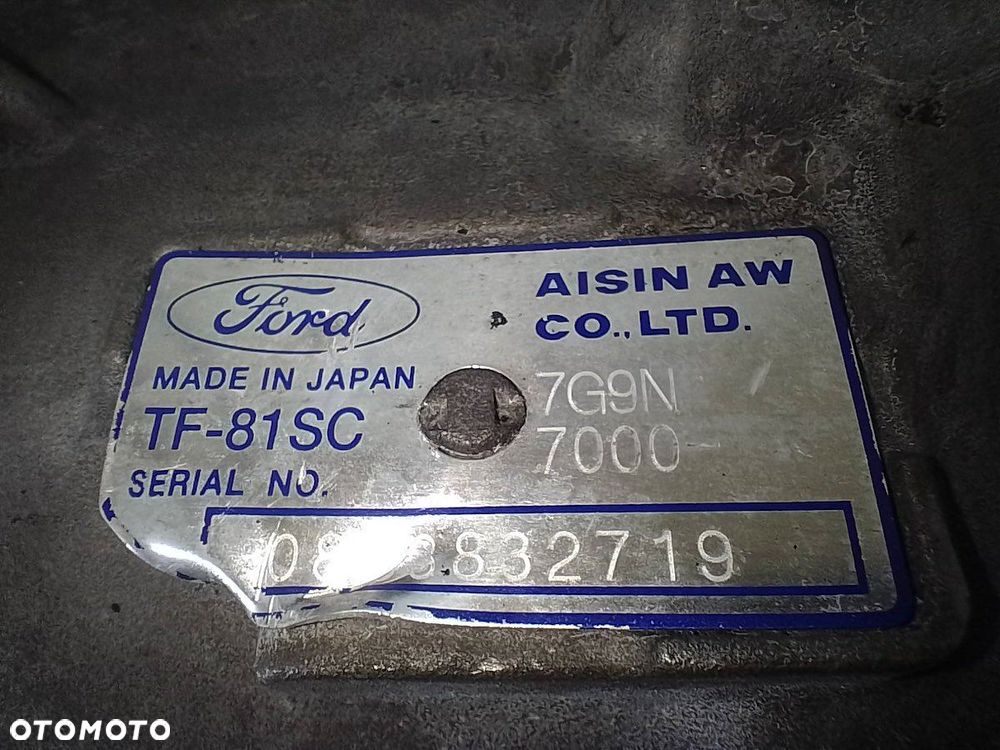 Ford
AISIN AW
CO.,LTD.
MADE IN JAPAN
7G9N
TF-81SC
7000-
SERIAL NO.
OTOMOTO